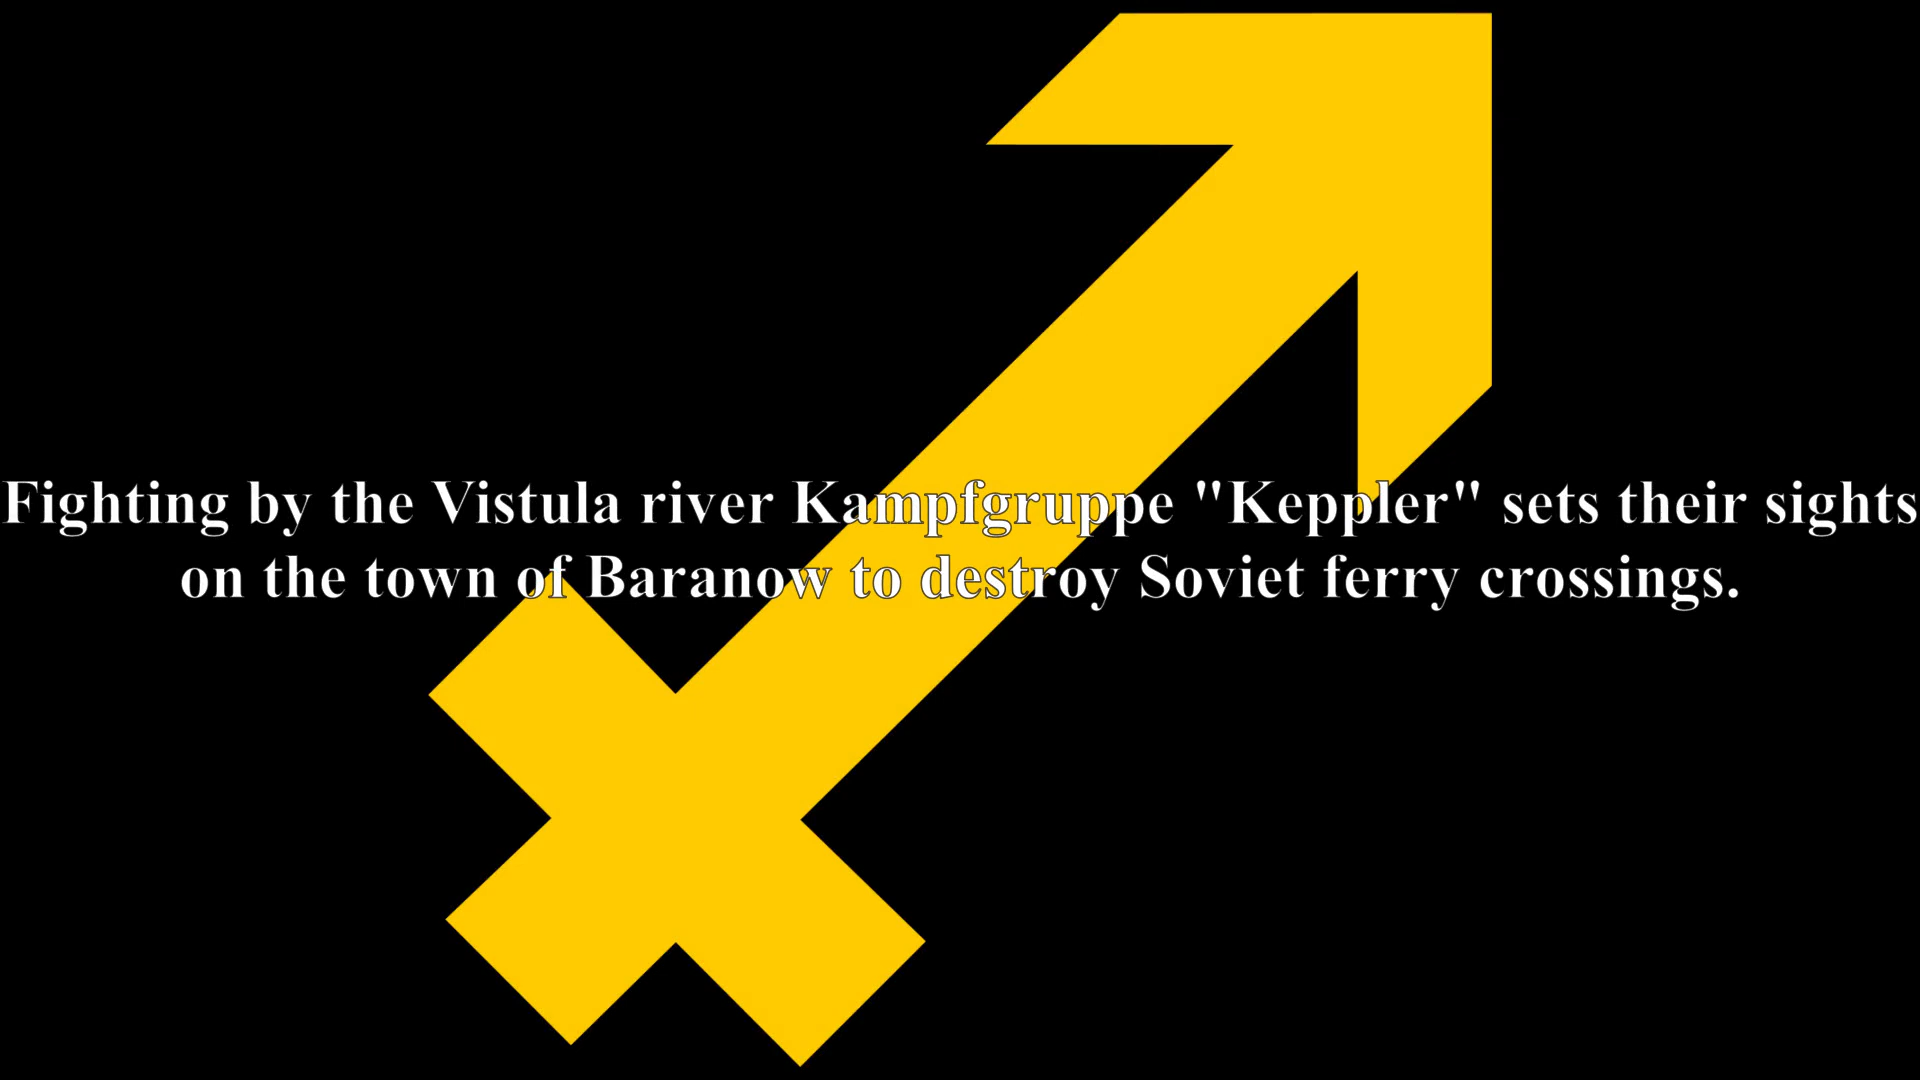 Fighting by the Vistula river Kampfgruppe "Keppler" sets their sights
on the town of Baranow to destroy Soviet ferry crossings.